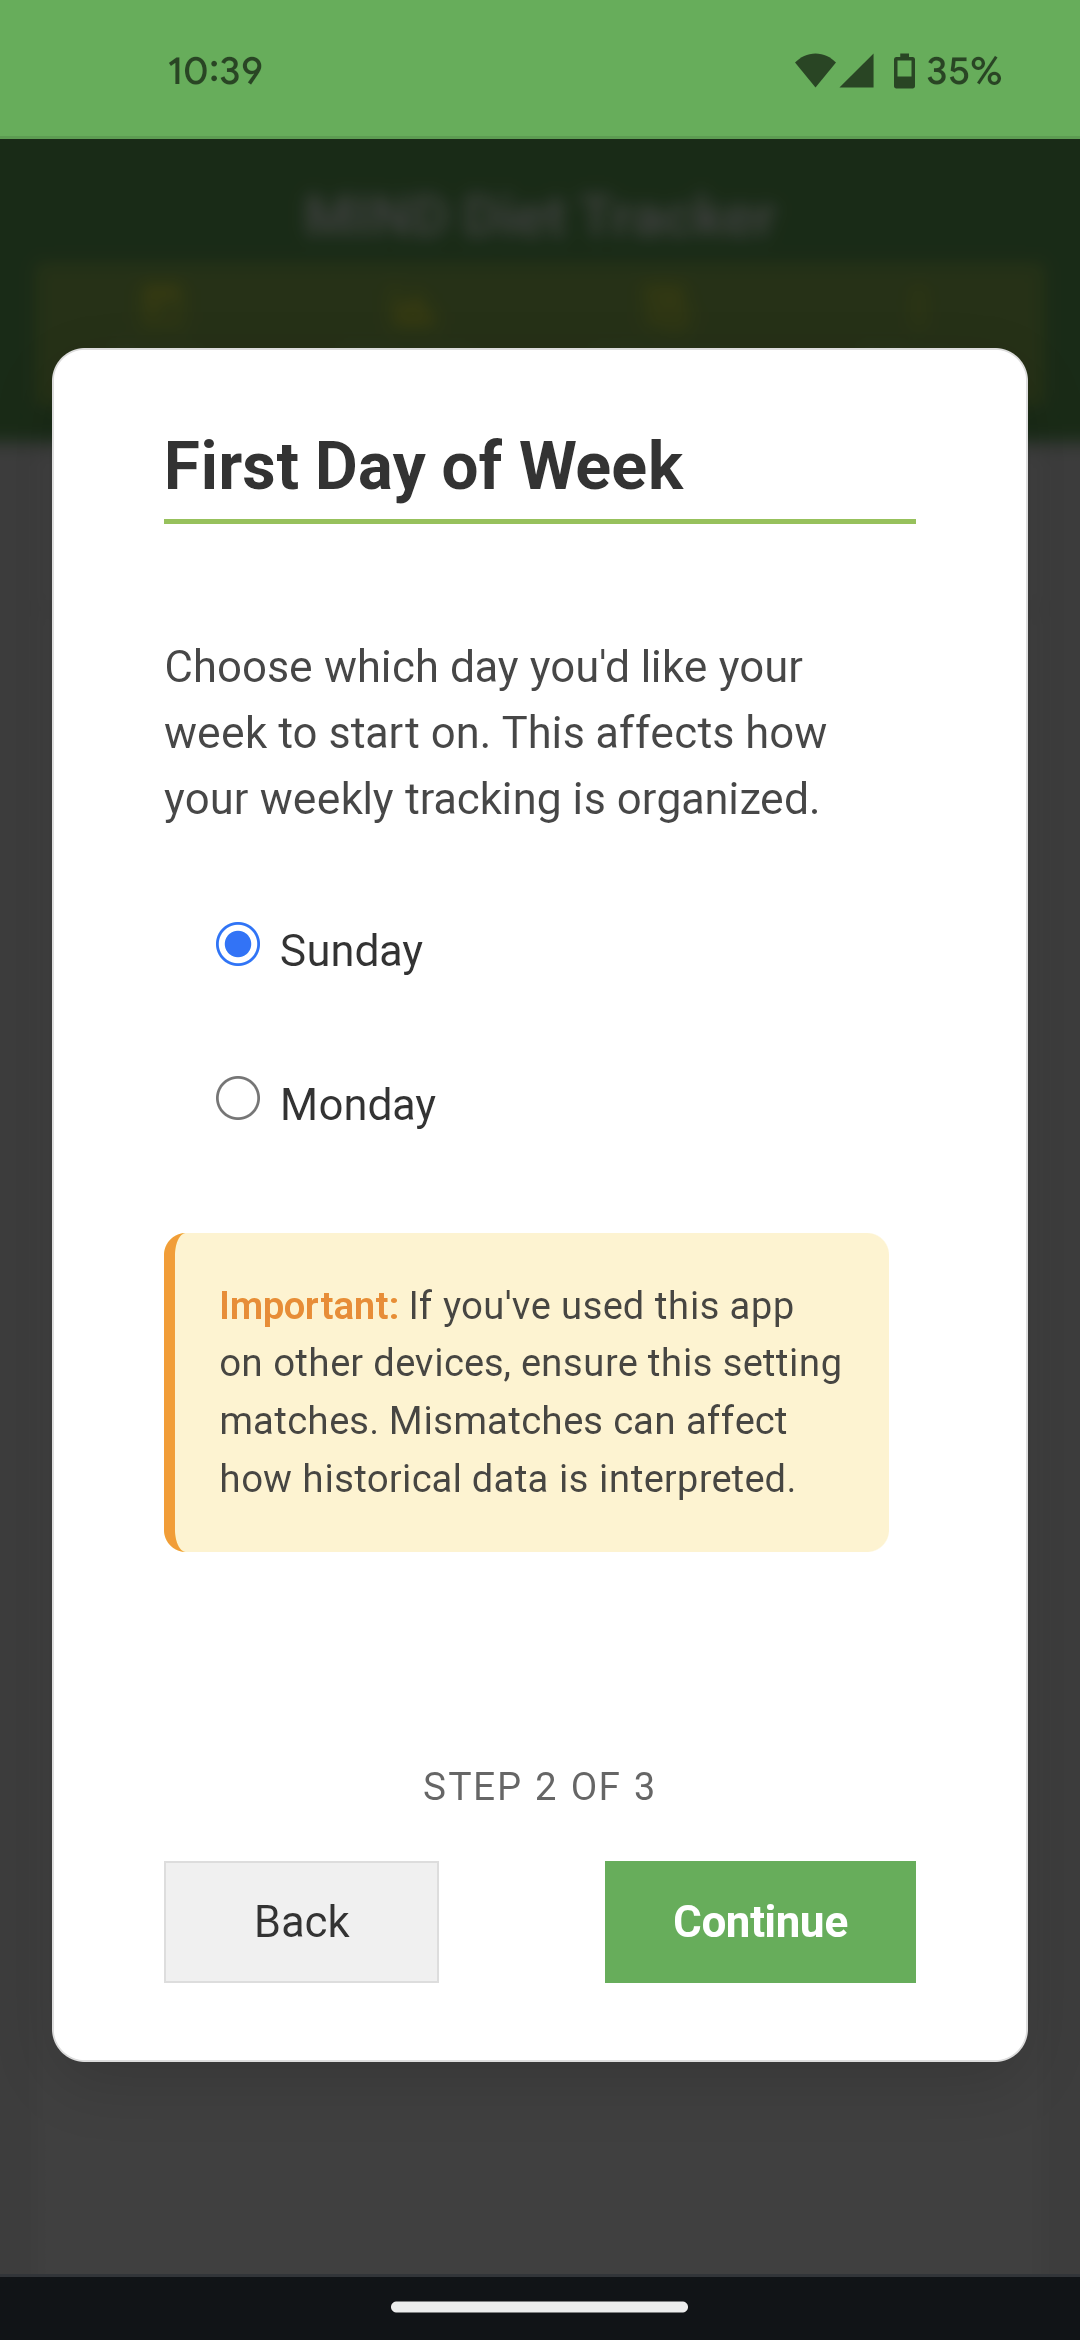 10:39
35%
MIND Diet Tracker
First Day of Week
Choose which day you'd like your
week to start on. This affects how
your weekly tracking is organized.
Sunday
Monday
Important: If you've used this app
on other devices, ensure this setting
matches. Mismatches can affect
how historical data is interpreted.
STEP 2 OF 3
Back
Continue